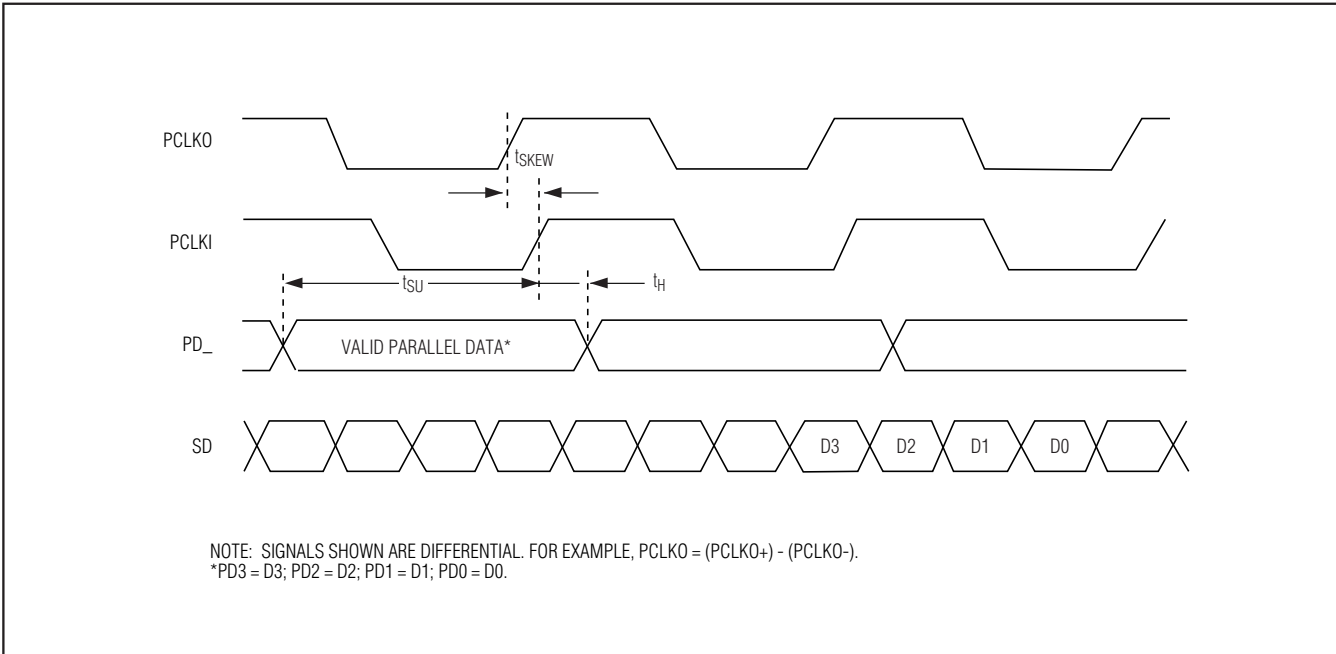 PCLKO
tSKEW
PCLKI
tSU
tH
PD_
VALID PARALLEL DATA*
SD
D3
D2
D1
D0
NOTE: SIGNALS SHOWN ARE DIFFERENTIAL. FOR EXAMPLE, PCLKO = (PCLKO+) - (PCLKO-).
*PD3 = D3; PD2 = D2; PD1 = D1; PD0 = D0.